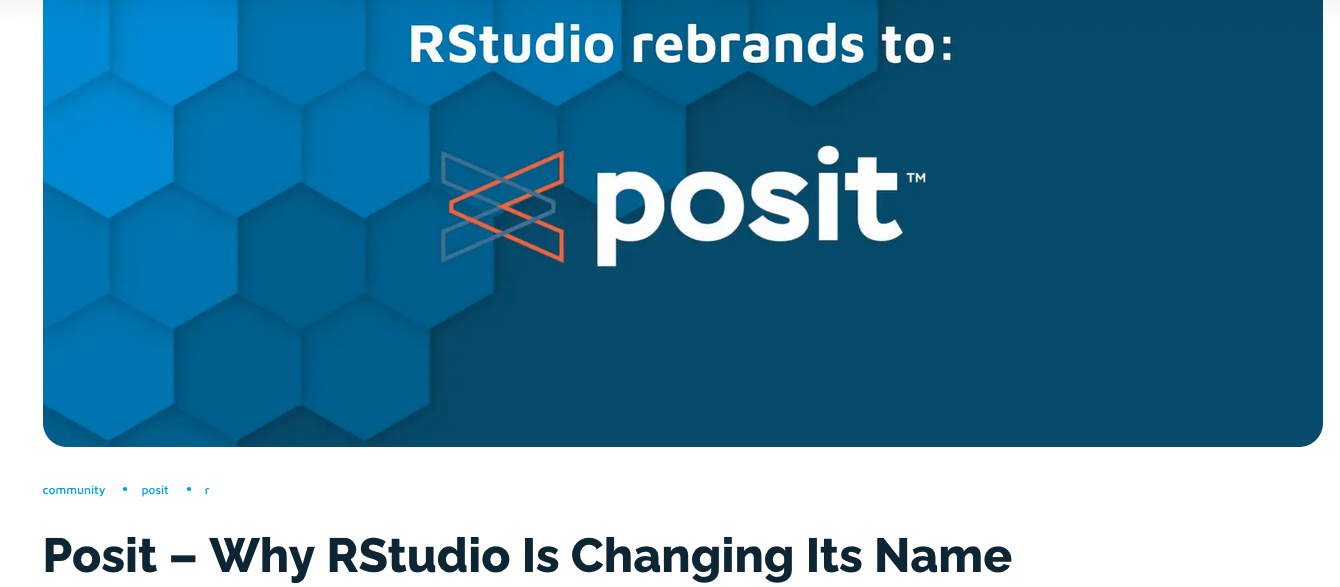 RStudio rebrands to:
posit™
community • posit • r
Posit – Why RStudio Is Changing Its Name